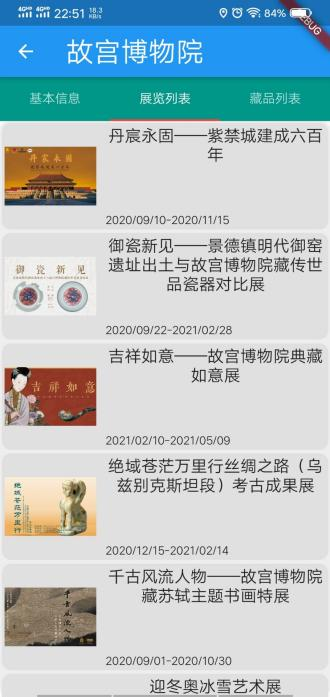 4G HD 4G HD 22:51 18.3 KB/s 84%
故宫博物院
基本信息 展览列表 藏品列表
丹宸永固——紫禁城建成六百年
丹宸永固
2020/09/10-2020/11/15
御瓷新见——景德镇明代御窑
遗址出土与故宫博物院藏传世
品瓷器对比展
御瓷新见
2020/09/22-2021/02/28
吉祥如意——故宫博物院典藏
如意展
吉祥如意
2021/02/10-2021/05/09
绝域苍茫万里行丝绸之路（乌
兹别克斯坦段）考古成果展
绝域苍茫万里行
2020/12/15-2021/02/14
千古风流人物——故宫博物院
藏苏轼主题书画特展
千古风流人物
2020/09/01-2020/10/30
迎冬奥冰雪艺术展